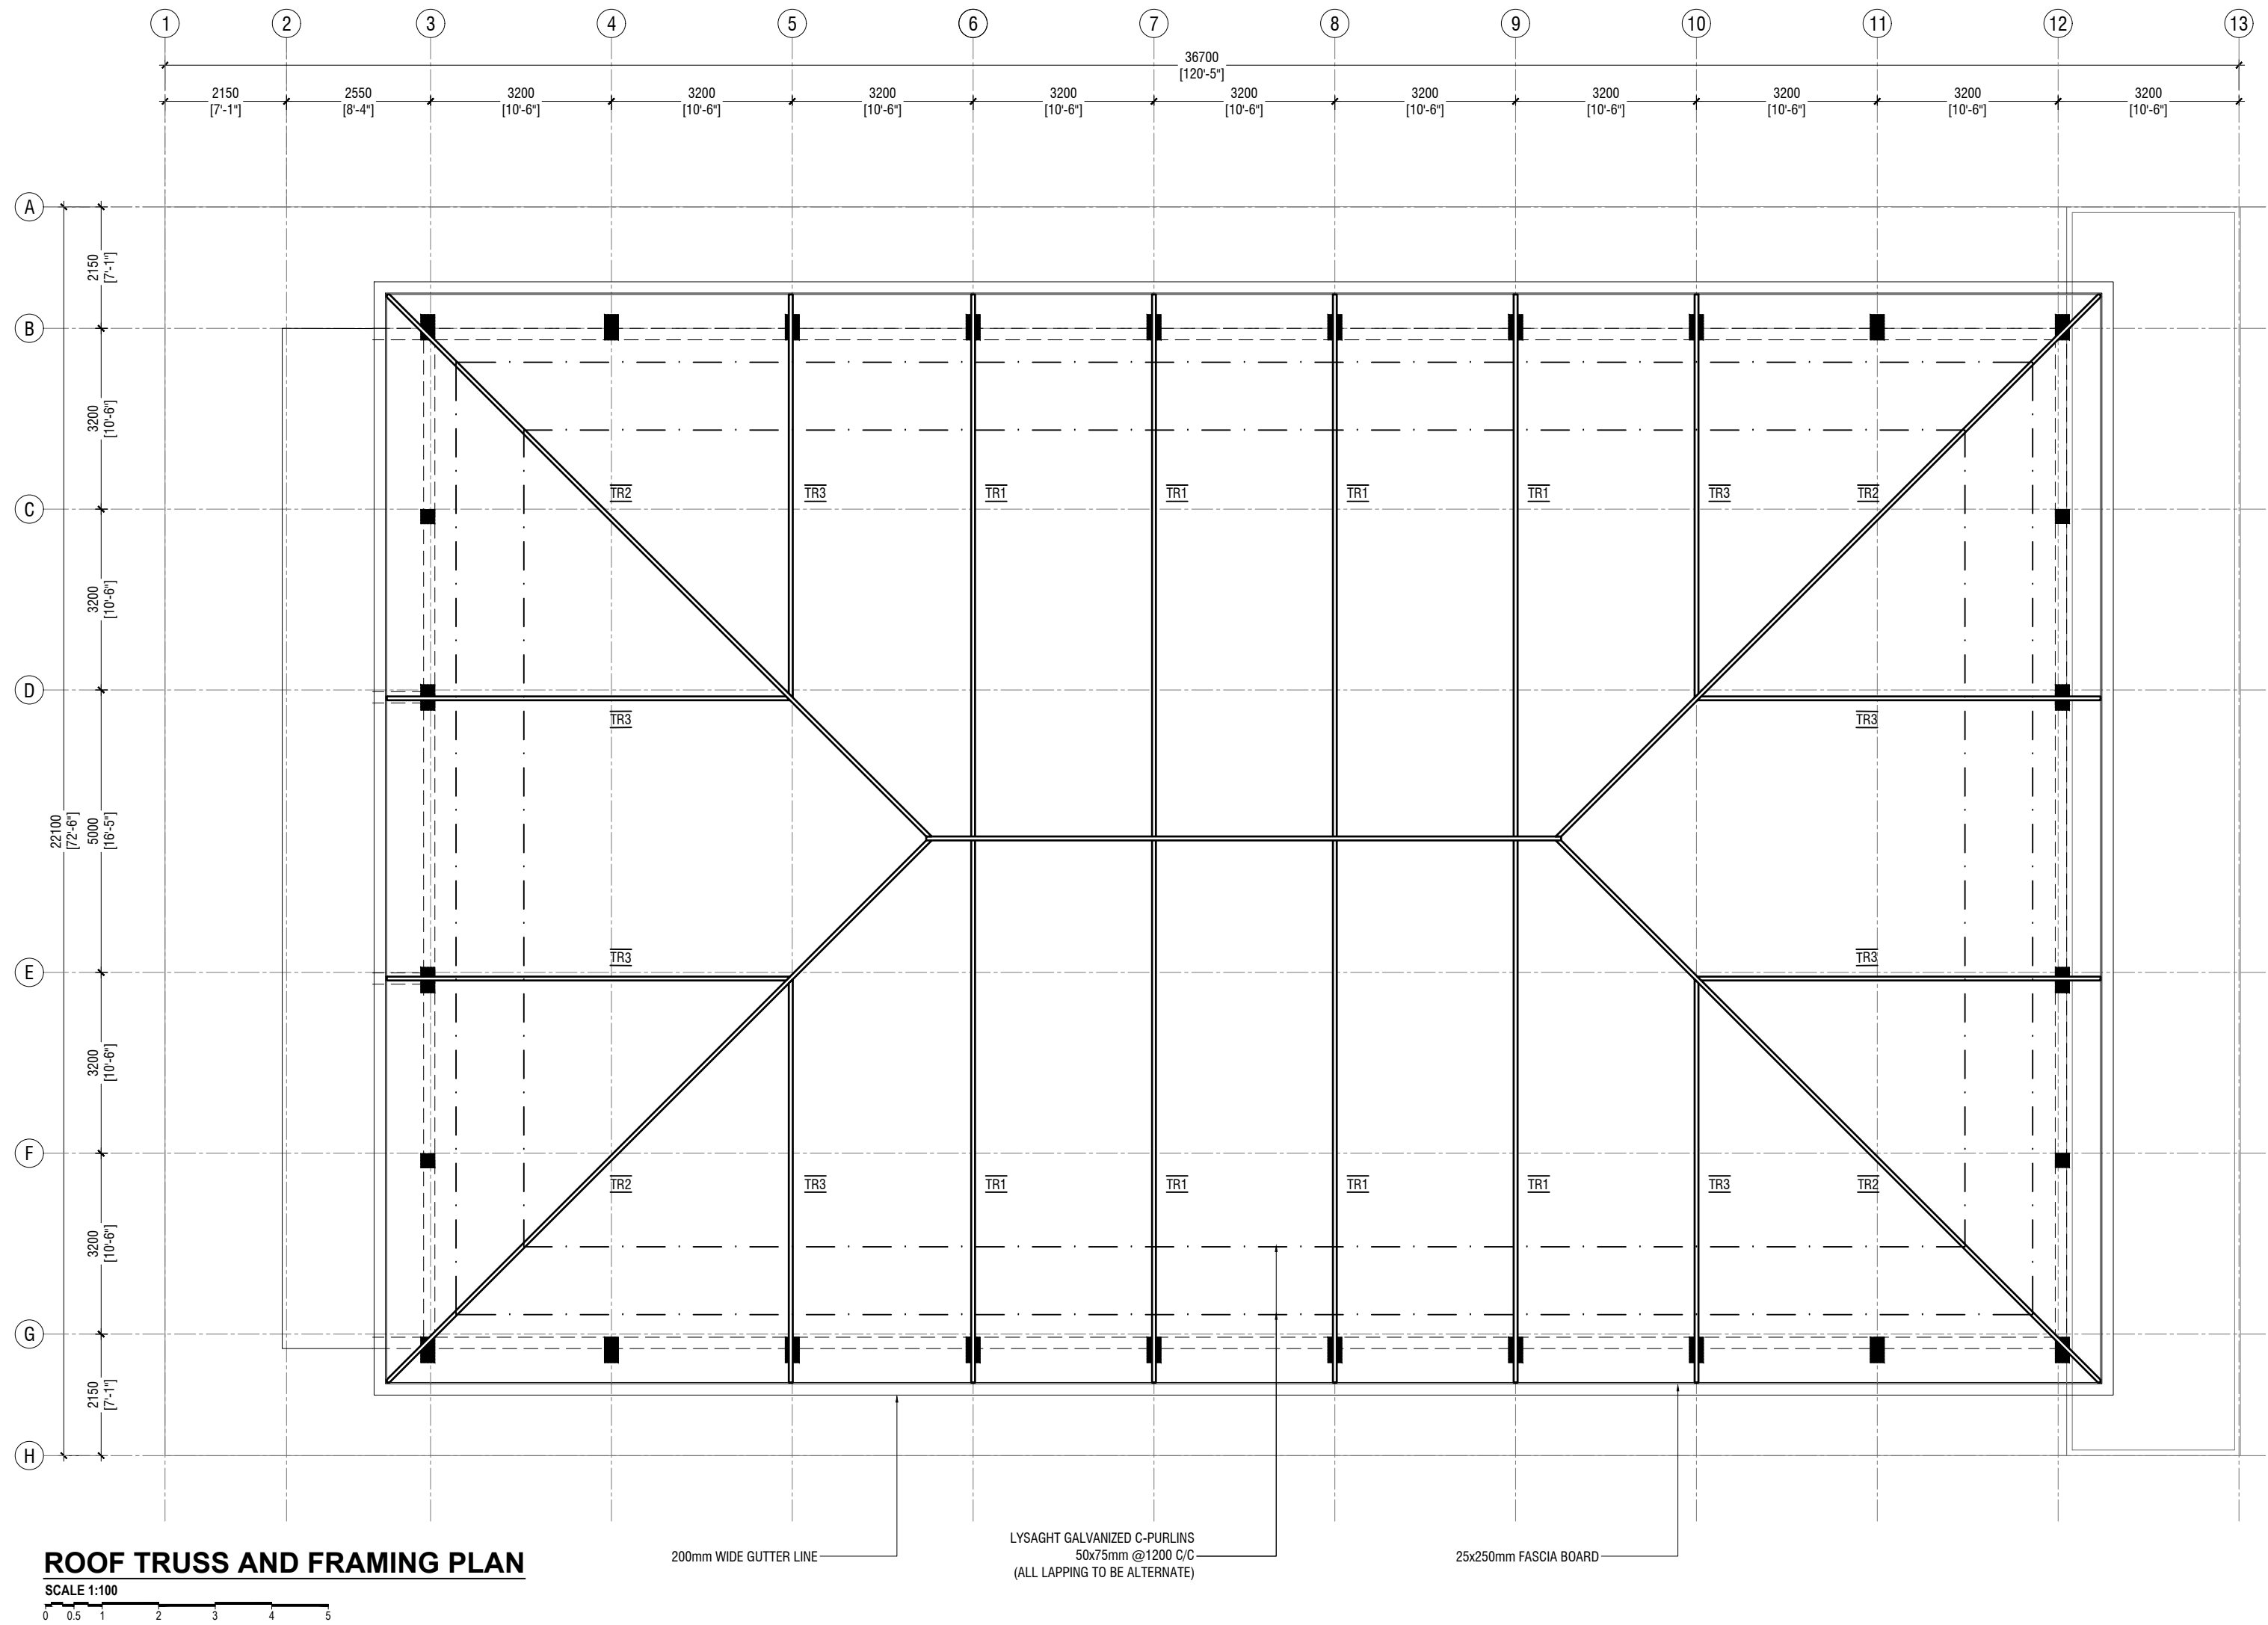 1 2 3 4 5 6 7 8 9 10 11 12 13
36700
[120'-5"]
2150 2550 3200 3200 3200 3200 3200 3200 3200 3200 3200 3200
[7'-1"] [8'-4"] [10'-6"] [10'-6"] [10'-6"] [10'-6"] [10'-6"] [10'-6"] [10'-6"] [10'-6"] [10'-6"] [10'-6"]
A
2150
[7'-1"]
B
3200
[10'-6"]
TR2 TR3 TR1 TR1 TR1 TR1 TR3 TR2
C
3200
[10'-6"]
D
TR3 TR3
22100
[72'-6"]
5000
[16'-5"]
TR3 TR3
E
3200
[10'-6"]
F
TR2 TR3 TR1 TR1 TR1 TR1 TR3 TR2
3200
[10'-6"]
G
2150
[7'-1"]
H
200mm WIDE GUTTER LINE
LYSAGHT GALVANIZED C-PURLINS
50x75mm @1200 C/C
(ALL LAPPING TO BE ALTERNATE)
25x250mm FASCIA BOARD
ROOF TRUSS AND FRAMING PLAN
SCALE 1:100
0 0.5 1 2 3 4 5